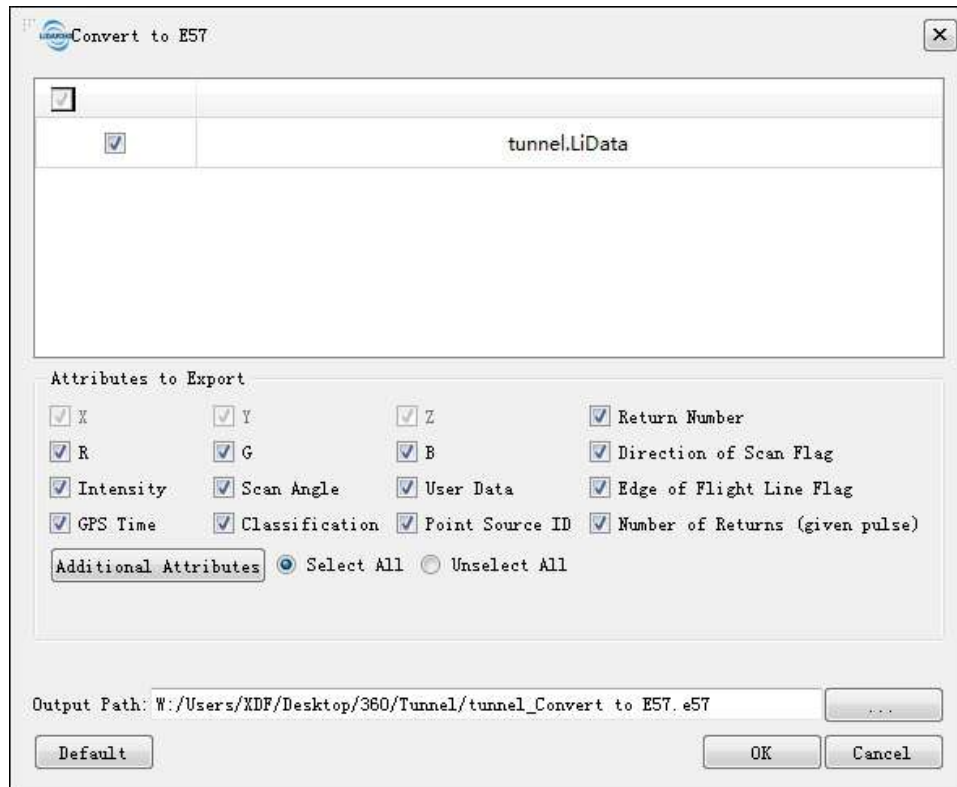 Convert to E57
tunnel.LiData
Attributes to Export
X Y Z Return Number
R G B Direction of Scan Flag
Intensity Scan Angle User Data Edge of Flight Line Flag
GPS Time Classification Point Source ID Number of Returns (given pulse)
Additional Attributes Select All Unselect All
Output Path: W:/Users/XDF/Desktop/360/Tunnel/tunnel_Convert to E57.e57 ...
Default OK Cancel